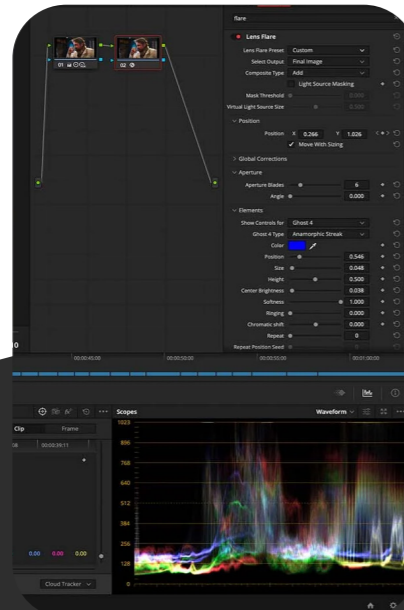 flare
Lens Flare
Lens Flare Preset Custom
Select Output Final Image
Composite Type Add
Light Source Masking
Mask Threshold 0.000
Virtual Light Source Size 0.500
Position
Position X 0.266 Y 1.026
Move With Sizing
Global Corrections
Aperture
Aperture Blades 6
Angle 0.000
Elements
Show Controls for Ghost 4
Ghost 4 Type Anamorphic Streak
Color
Position 0.546
Size 0.048
Height 0.500
Center Brightness 0.038
Softness 1.000
Ringing 0.000
Chromatic shift 0.000
Repeat 0
Repeat Position Seed
01 02
00:00:45:00 00:00:50:00 00:00:55:00 00:01:00:00
Scopes Waveform
Clip Frame
00:00:39:11
1023
896
768
640
512
384
256
128
0
0.00 0.00 0.00
Cloud Tracker